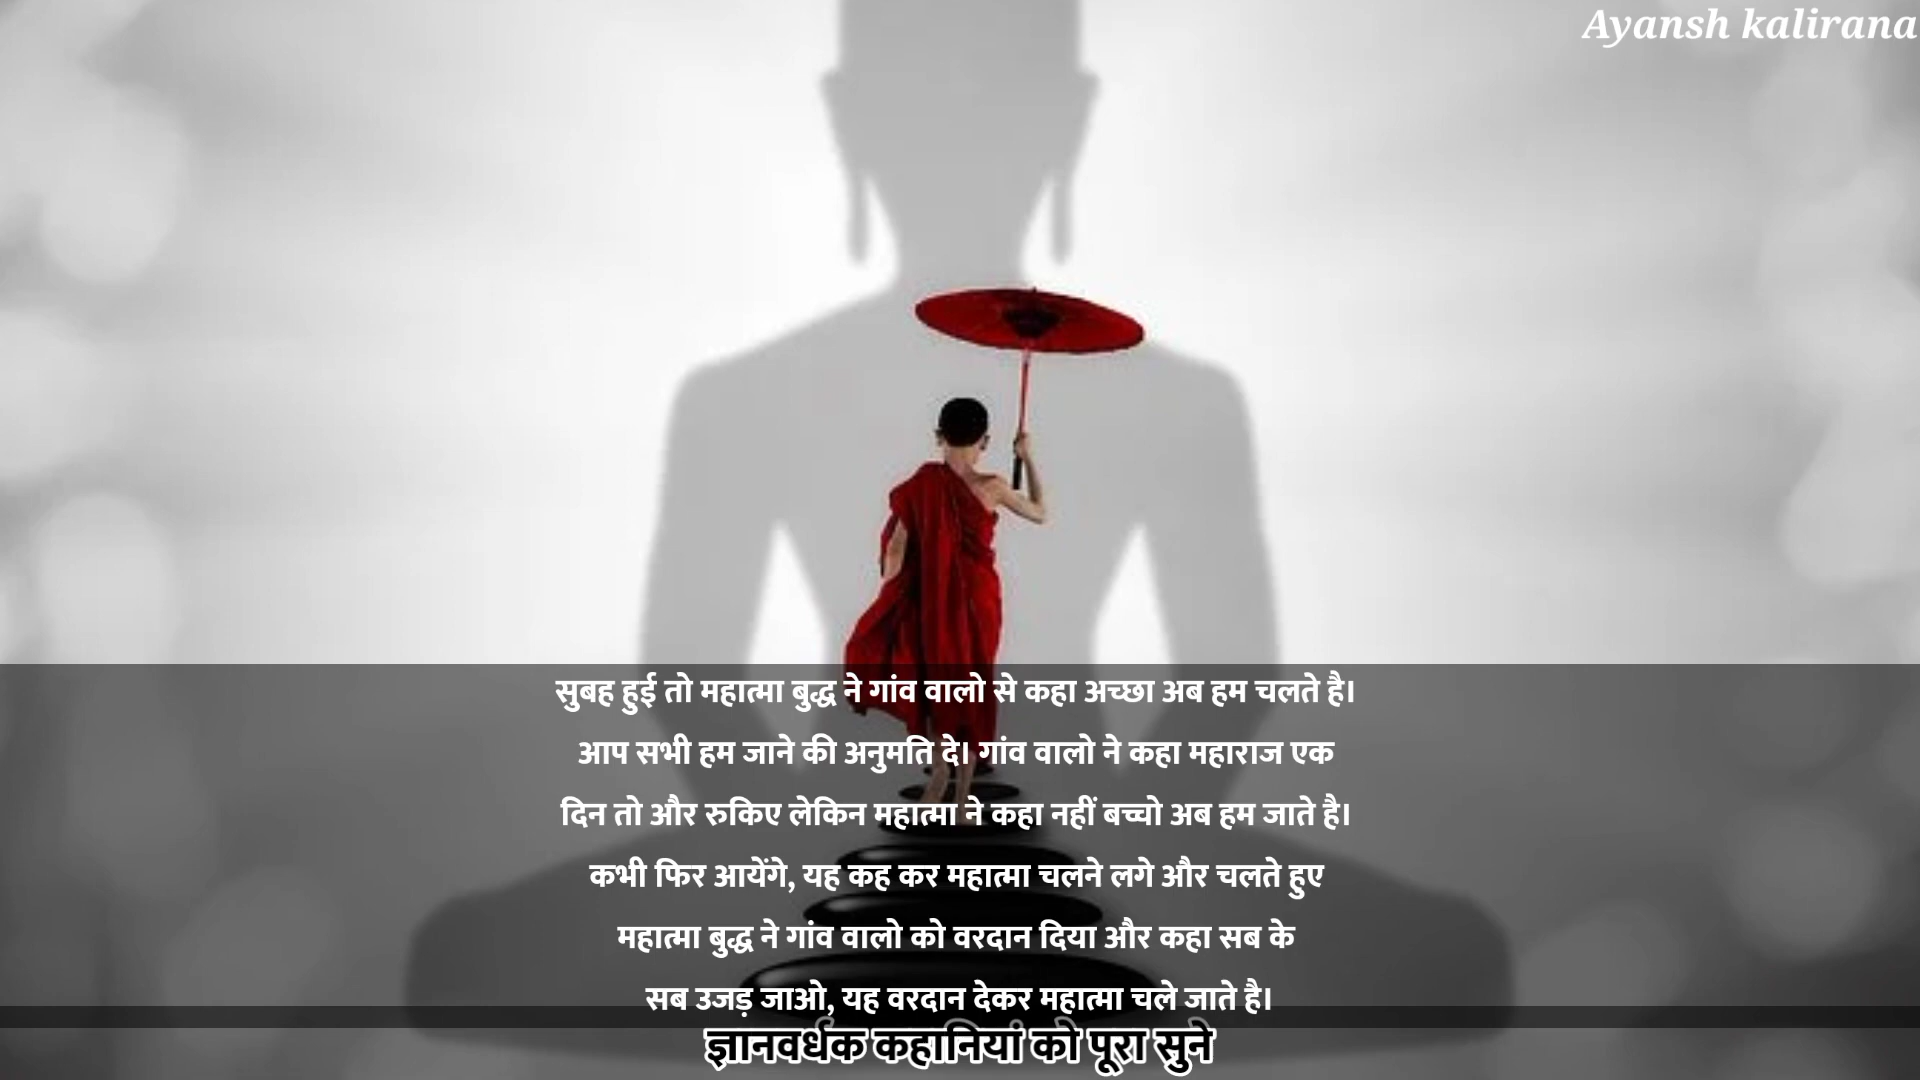 Ayansh kalirana
सुबह हुई तो महात्मा बुद्ध ने गांव वालो से कहा अच्छा अब हम चलते है।
आप सभी हम जाने की अनुमति दे। गांव वालो ने कहा महाराज एक
दिन तो और रुकिए लेकिन महात्मा ने कहा नहीं बच्चो अब हम जाते है।
कभी फिर आयेंगे, यह कह कर महात्मा चलने लगे और चलते हुए
महात्मा बुद्ध ने गांव वालो को वरदान दिया और कहा सब के
सब उजड़ जाओ, यह वरदान देकर महात्मा चले जाते है।
ज्ञानवर्धक कहानियां को पूरा सुने